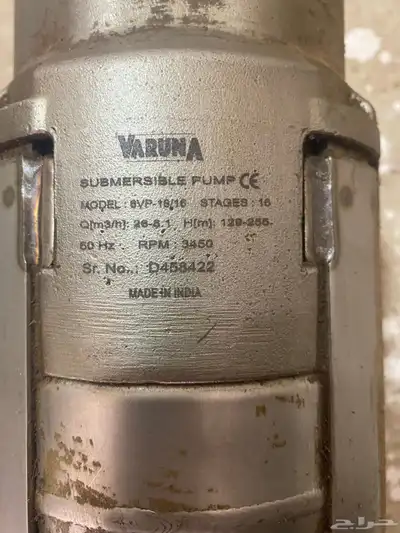 VARUNA
SUBMERSIBLE PUMP CE
MODEL : 6VP-18/16 STAGES : 16
Q[m3/h]: 26-8.1 H[m]: 129-255
60 Hz RPM : 3450
Sr. No.: D458422
MADE IN INDIA
حراج